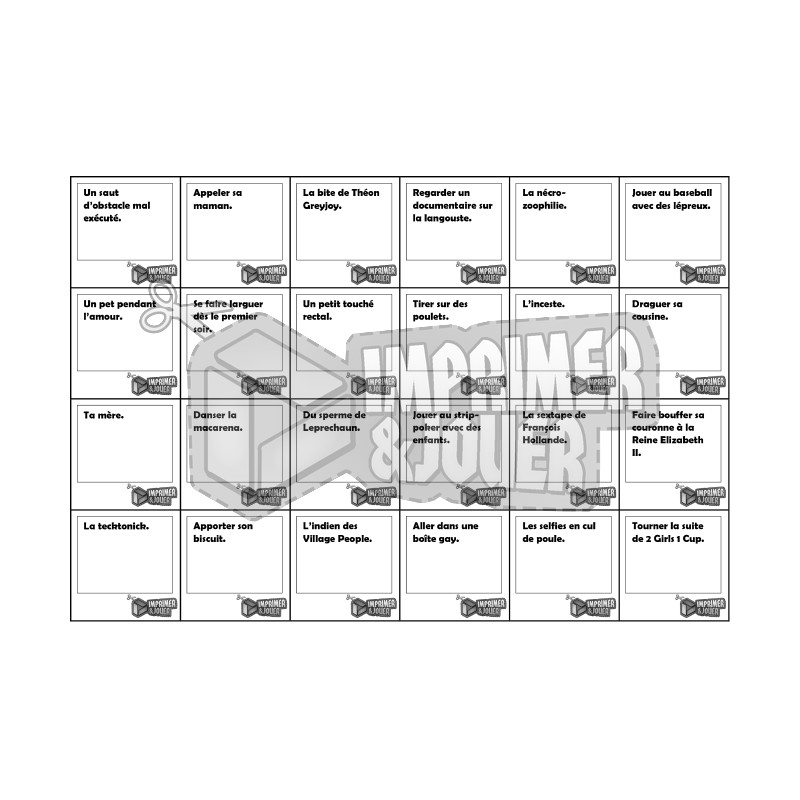 Un saut
d'obstacle mal
exécuté.
Appeler sa
maman.
La bite de Théon
Greyjoy.
Regarder un
documentaire sur
la langouste.
La nécro-
zoophilie.
Jouer au baseball
avec des lépreux.
IMPRIMER
&JOUER
IMPRIMER
&JOUER
IMPRIMER
&JOUER
IMPRIMER
&JOUER
IMPRIMER
&JOUER
IMPRIMER
&JOUER
Un pet pendant
l'amour.
Se faire larguer
dès le premier
soir.
Un petit touché
rectal.
Tirer sur des
poulets.
L'inceste.
Draguer sa
cousine.
IMPRIMER
&JOUER
IMPRIMER
&JOUER
IMPRIMER
&JOUER
IMPRIMER
&JOUER
IMPRIMER
&JOUER
IMPRIMER
&JOUER
IMPRIMER
&JOUER
Ta mère.
Danser la
macarena.
Du sperme de
Leprechaun.
Jouer au strip-
poker avec des
enfants.
La sextape de
François
Hollande.
Faire bouffer sa
couronne à la
Reine Elizabeth
II.
IMPRIMER
&JOUER
IMPRIMER
&JOUER
IMPRIMER
&JOUER
IMPRIMER
&JOUER
IMPRIMER
&JOUER
IMPRIMER
&JOUER
La tecktonick.
Apporter son
biscuit.
L'indien des
Village People.
Aller dans une
boîte gay.
Les selfies en cul
de poule.
Tourner la suite
de 2 Girls 1 Cup.
IMPRIMER
&JOUER
IMPRIMER
&JOUER
IMPRIMER
&JOUER
IMPRIMER
&JOUER
IMPRIMER
&JOUER
IMPRIMER
&JOUER